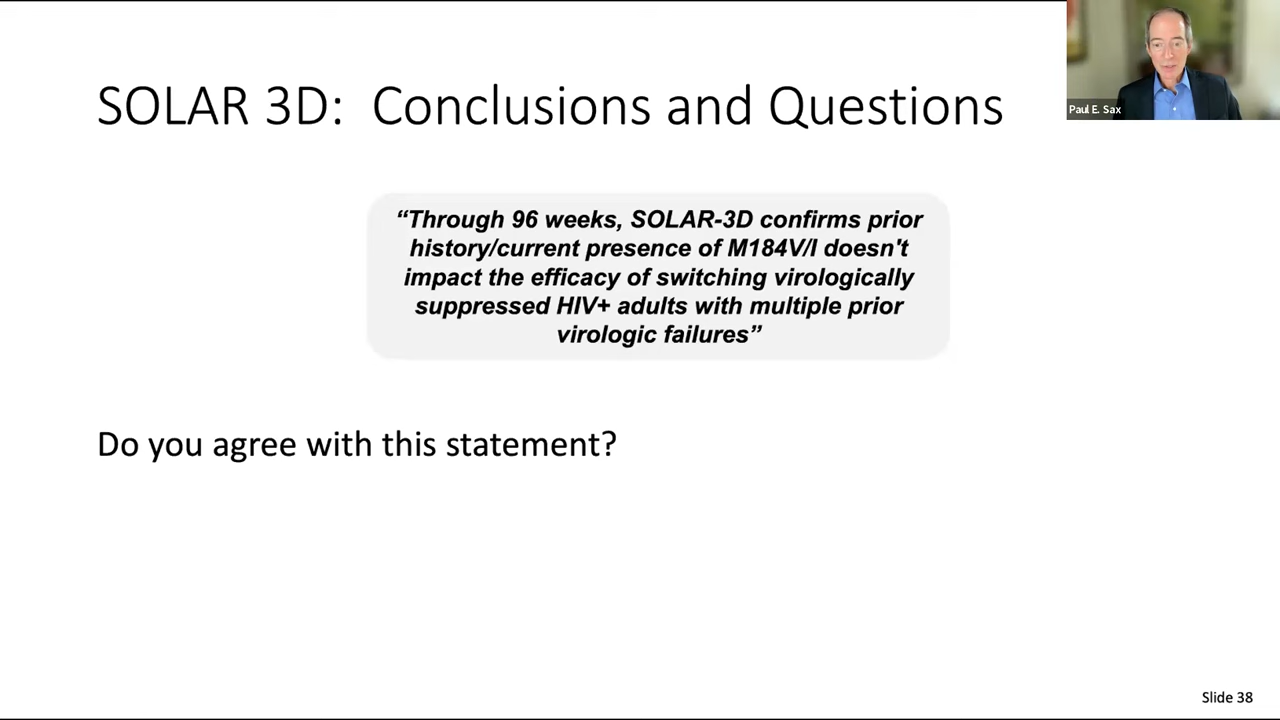 SOLAR 3D: Conclusions and Questions
Paul E. Sax
“Through 96 weeks, SOLAR-3D confirms prior
history/current presence of M184V/I doesn't
impact the efficacy of switching virologically
suppressed HIV+ adults with multiple prior
virologic failures”
Do you agree with this statement?
Slide 38